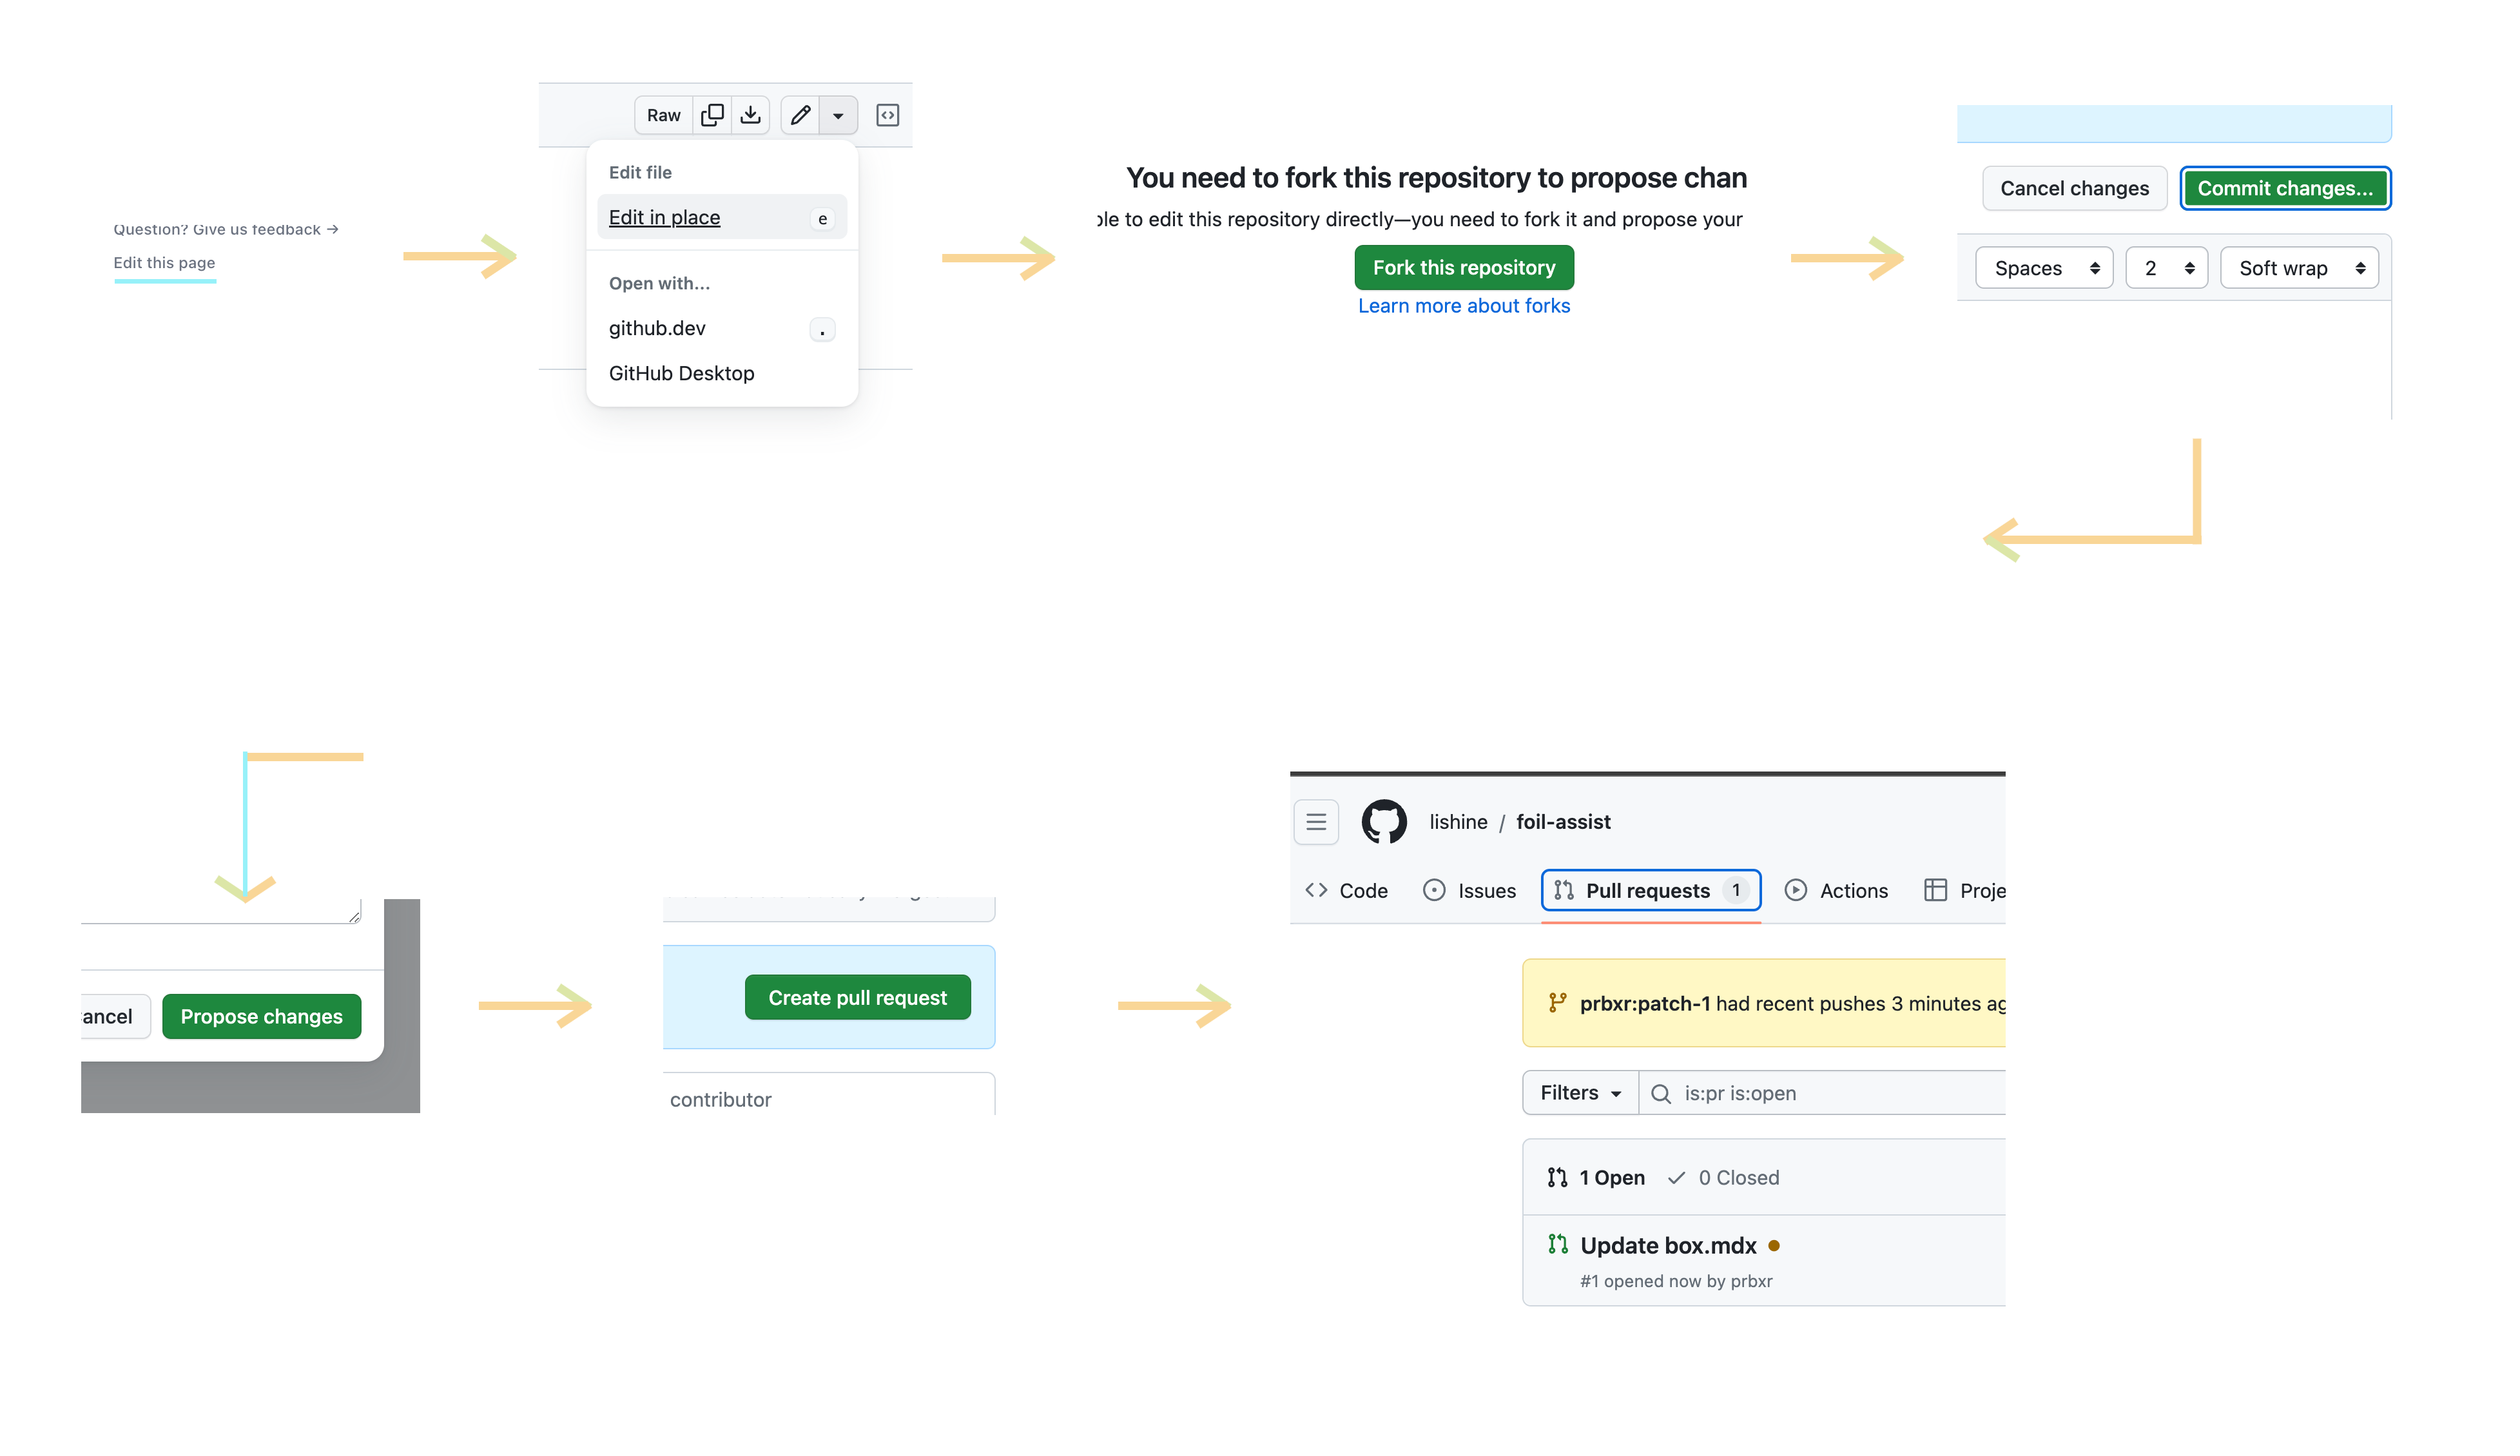 Question? Give us feedback →
Edit this page
Raw
Edit file
Edit in place e
Open with...
github.dev .
GitHub Desktop
You need to fork this repository to propose chan
ole to edit this repository directly—you need to fork it and propose your
Fork this repository
Learn more about forks
Cancel changes Commit changes...
Spaces 2 Soft wrap
ancel Propose changes
Create pull request
contributor
lishine / foil-assist
Code Issues Pull requests 1 Actions Proje
prbxr:patch-1 had recent pushes 3 minutes ag
Filters is:pr is:open
1 Open 0 Closed
Update box.mdx
#1 opened now by prbxr